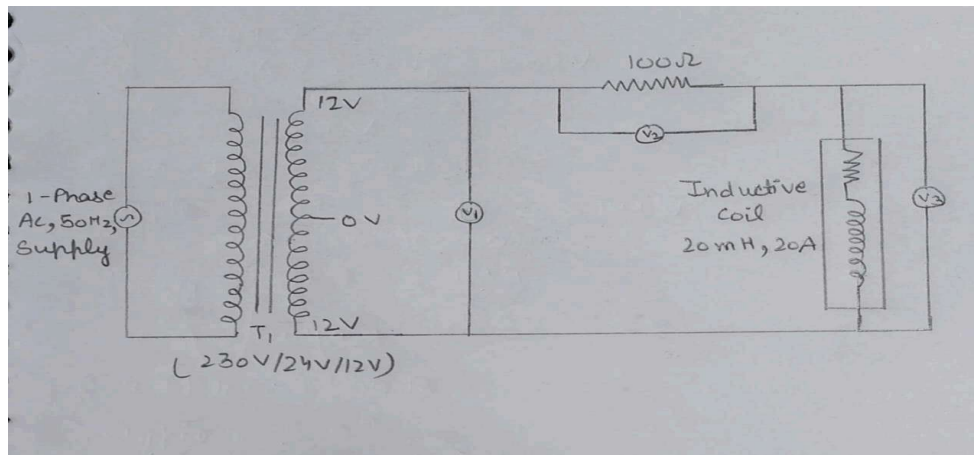 100Ω
12V
V2
1-Phase
AC, 50Hz,
Supply
0V
V1
Inductive
Coil
20mH, 20A
V3
12V
T1
(230V/24V/12V)